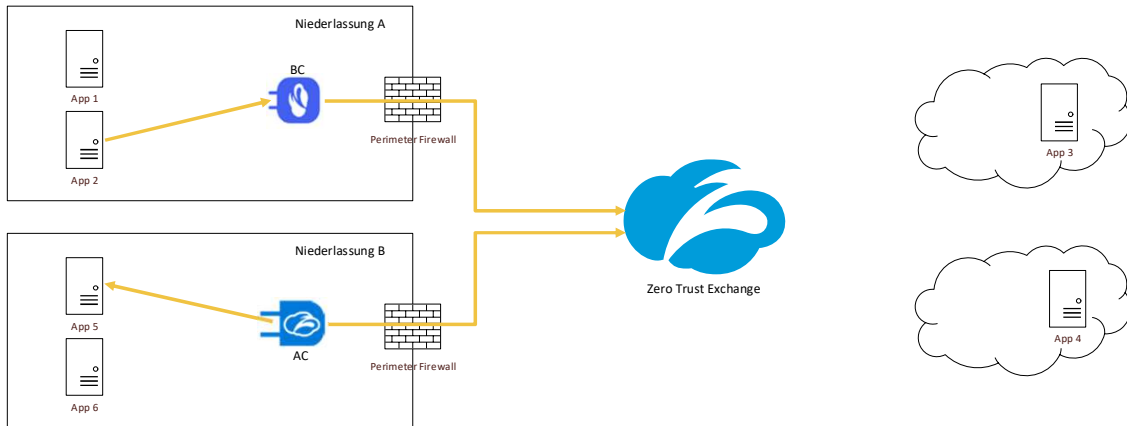 Niederlassung A
App 1
App 2
BC
Perimeter Firewall
Niederlassung B
App 5
App 6
AC
Perimeter Firewall
Zero Trust Exchange
App 3
App 4